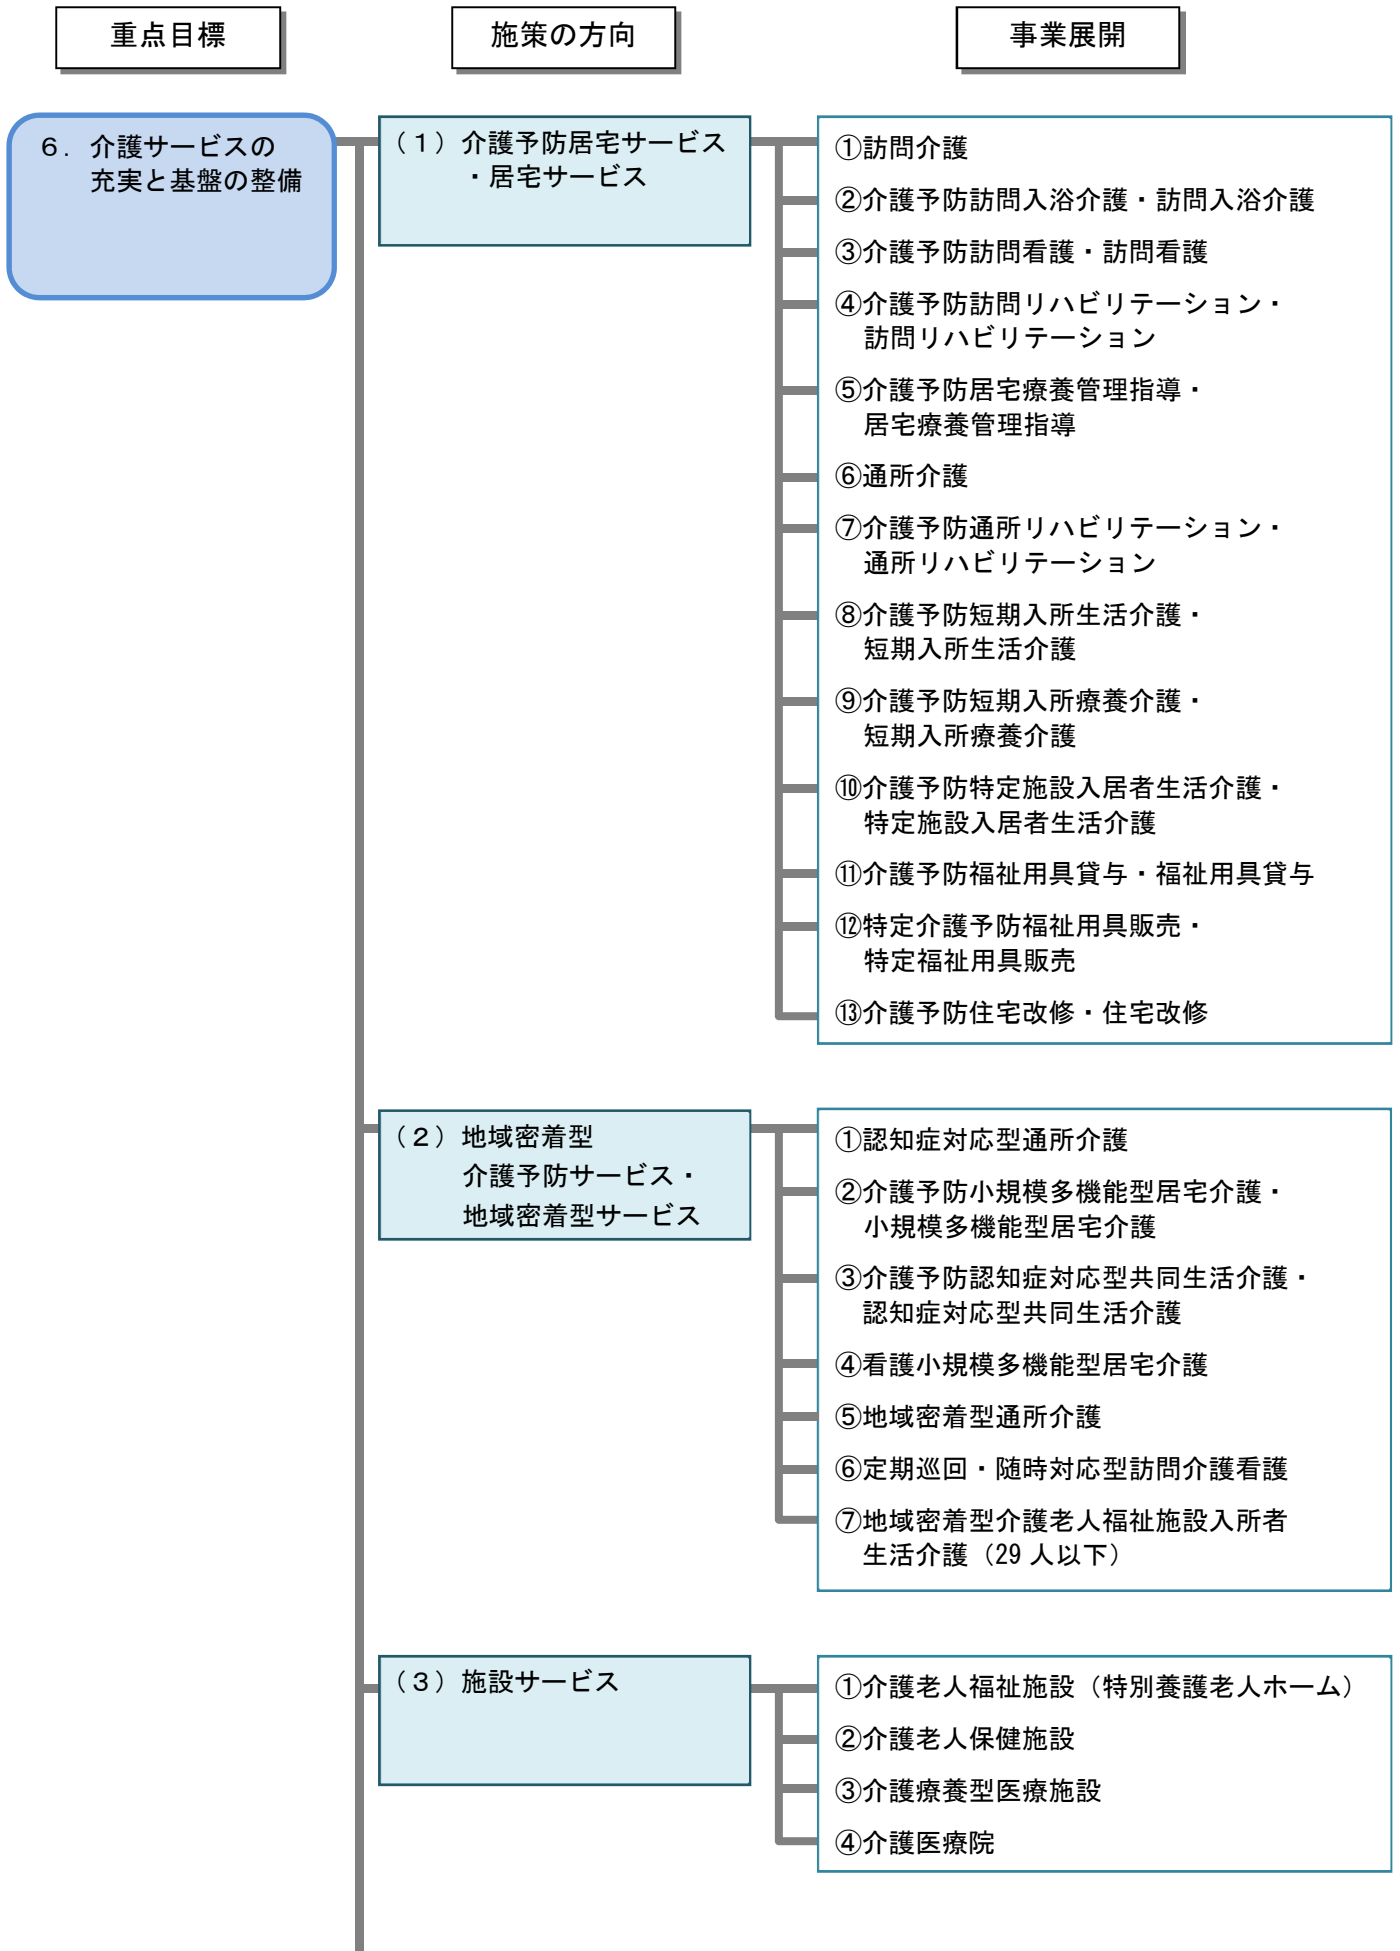 重点目標
施策の方向
事業展開
６．介護サービスの
充実と基盤の整備
（１）介護予防居宅サービス
・居宅サービス
①訪問介護
②介護予防訪問入浴介護・訪問入浴介護
③介護予防訪問看護・訪問看護
④介護予防訪問リハビリテーション・
訪問リハビリテーション
⑤介護予防居宅療養管理指導・
居宅療養管理指導
⑥通所介護
⑦介護予防通所リハビリテーション・
通所リハビリテーション
⑧介護予防短期入所生活介護・
短期入所生活介護
⑨介護予防短期入所療養介護・
短期入所療養介護
⑩介護予防特定施設入居者生活介護・
特定施設入居者生活介護
⑪介護予防福祉用具貸与・福祉用具貸与
⑫特定介護予防福祉用具販売・
特定福祉用具販売
⑬介護予防住宅改修・住宅改修
（２）地域密着型
介護予防サービス・
地域密着型サービス
①認知症対応型通所介護
②介護予防小規模多機能型居宅介護・
小規模多機能型居宅介護
③介護予防認知症対応型共同生活介護・
認知症対応型共同生活介護
④看護小規模多機能型居宅介護
⑤地域密着型通所介護
⑥定期巡回・随時対応型訪問介護看護
⑦地域密着型介護老人福祉施設入所者
生活介護（29 人以下）
（３）施設サービス
①介護老人福祉施設（特別養護老人ホーム）
②介護老人保健施設
③介護療養型医療施設
④介護医療院